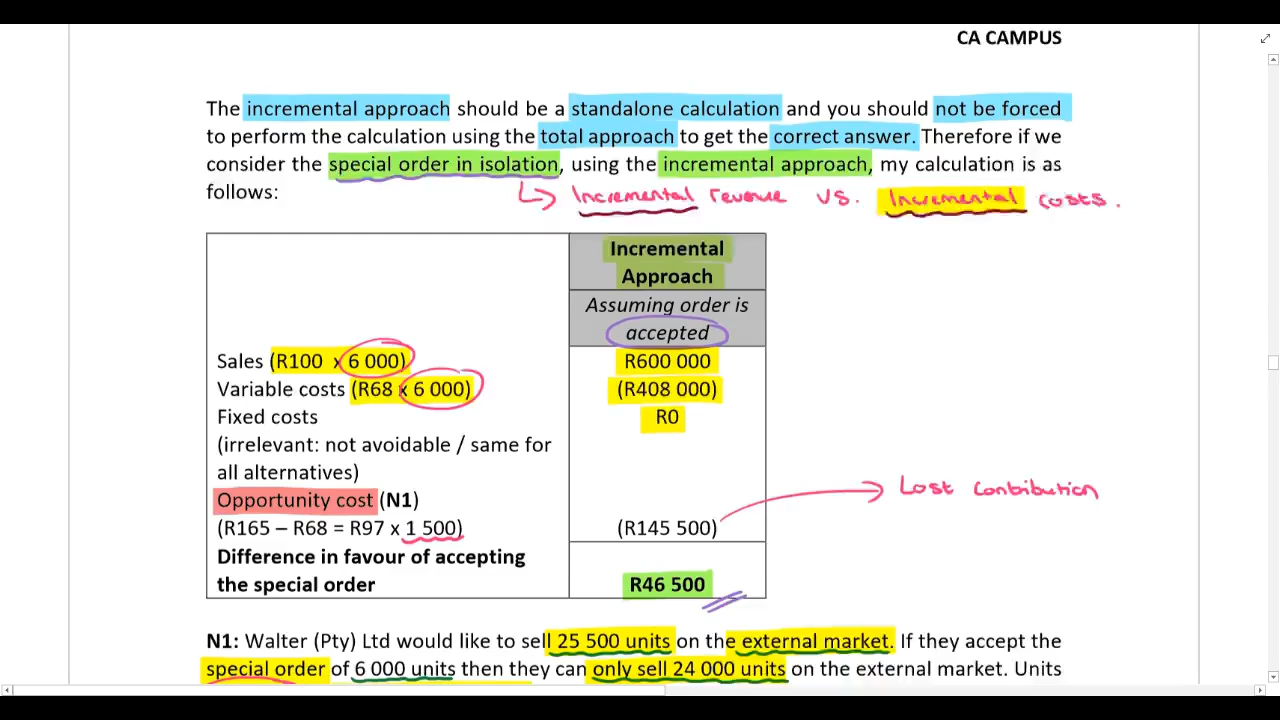 CA CAMPUS
The incremental approach should be a standalone calculation and you should not be forced
to perform the calculation using the total approach to get the correct answer. Therefore if we
consider the special order in isolation, using the incremental approach, my calculation is as
follows:
Incremental revenue vs. Incremental costs.
Incremental
Approach
Assuming order is
accepted
Sales (R100 x 6 000) R600 000
Variable costs (R68 x 6 000) (R408 000)
Fixed costs R0
(irrelevant: not avoidable / same for
all alternatives)
Opportunity cost (N1)
(R165 – R68 = R97 x 1 500) (R145 500)
Lost contribution
Difference in favour of accepting
the special order R46 500
N1: Walter (Pty) Ltd would like to sell 25 500 units on the external market. If they accept the
special order of 6 000 units then they can only sell 24 000 units on the external market. Units